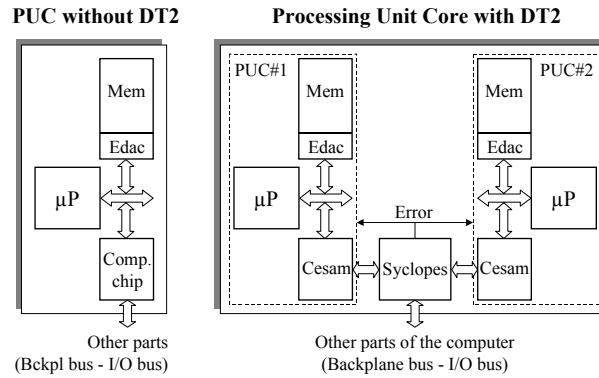 PUC without DT2
Processing Unit Core with DT2
Mem
Edac
µP
Comp.
chip
Other parts
(Bckpl bus - I/O bus)
PUC#1
Mem
Edac
µP
Cesam
Error
Syclopes
PUC#2
Mem
Edac
µP
Cesam
Other parts of the computer
(Backplane bus - I/O bus)